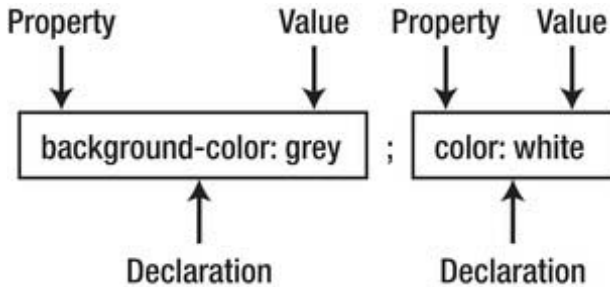 Property Value Property Value
background-color: grey ; color: white
Declaration Declaration